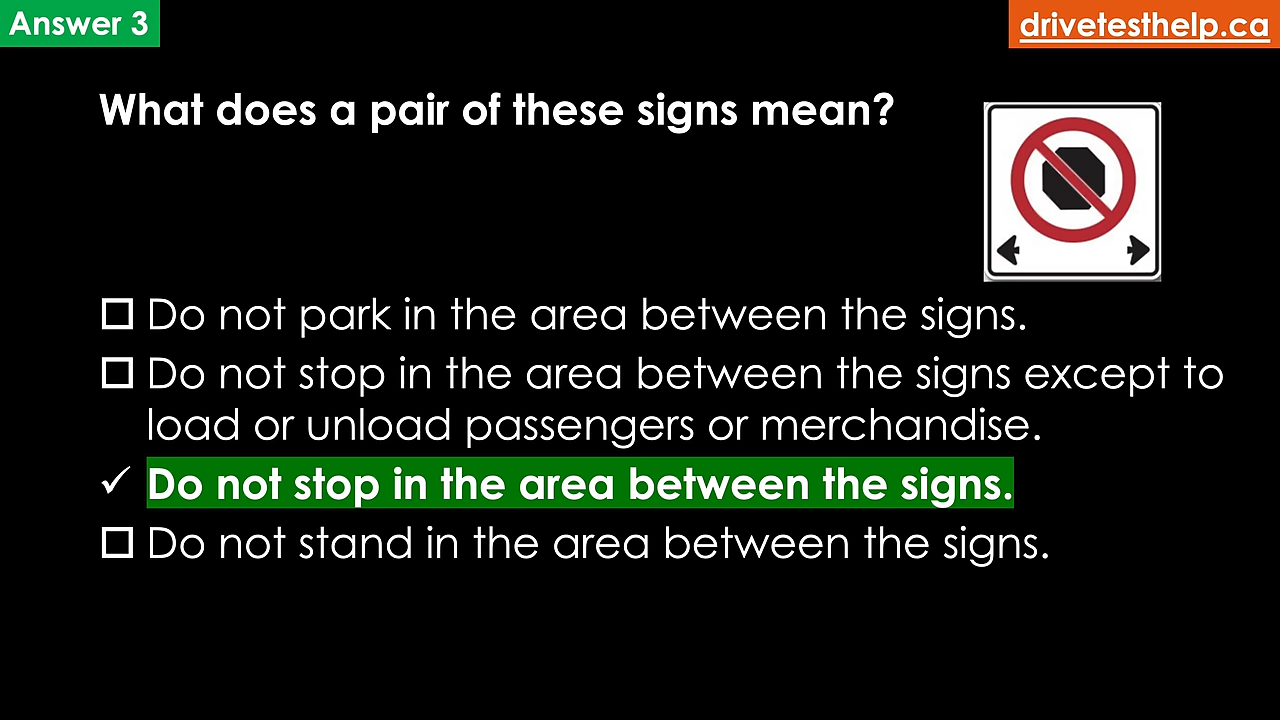 Answer 3
drivetesthelp.ca
What does a pair of these signs mean?
Do not park in the area between the signs.
Do not stop in the area between the signs except to
load or unload passengers or merchandise.
Do not stop in the area between the signs.
Do not stand in the area between the signs.